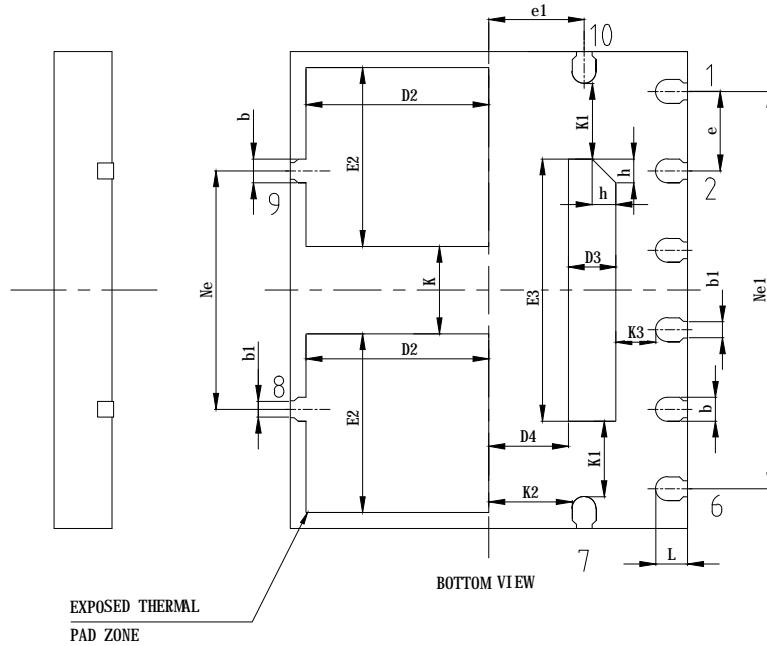 e1
10
1
D2
b
E2
K1
e
h
h
2
9
D3
Ne
K
E3
b1
Ne1
K3
b1
D2
8
E2
D4
K1
b
K2
6
L
7
BOTTOM VIEW
EXPOSED THERMAL
PAD ZONE